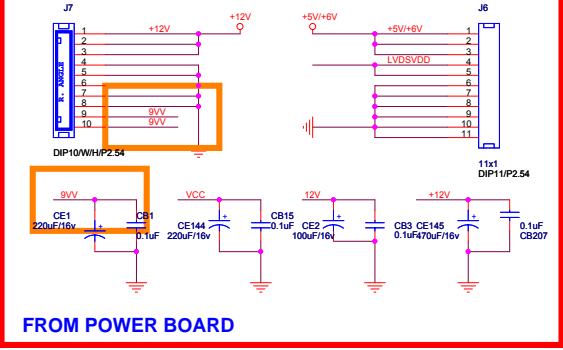 J7
+12V
+5V/+6V
J6
+12V
+5V/+6V
1
2
3
4
5
6
7
8
9
10
R. ANGLE
9VV
9VV
LVDSVDD
1
2
3
4
5
6
7
8
9
10
11
DIP10/W/H/P2.54
11x1
DIP11/P2.54
9VV
VCC
12V
+12V
CE1
220uF/16v
CB1
0.1uF
CE144
220uF/16v
CB15
0.1uF
CE2
100uF/16v
CB3
0.1uF
CE145
470uF/16v
0.1uF
CB207
FROM POWER BOARD